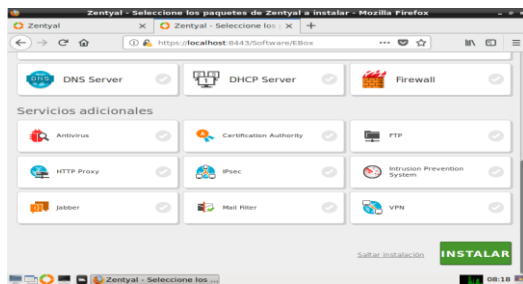 Zentyal - Seleccione los paquetes de Zentyal a instalar - Mozilla Firefox
Zentyal
Zentyal - Seleccione los
https://localhost:8443/Software/EBox
DNS
DNS Server
DHCP Server
Firewall
Servicios adicionales
Antivirus
Certification Authority
FTP
HTTP Proxy
IPsec
Intrusion Prevention System
Jabber
Mail Filter
VPN
Saltar instalación
INSTALAR
Zentyal - Seleccione los ...
08:18